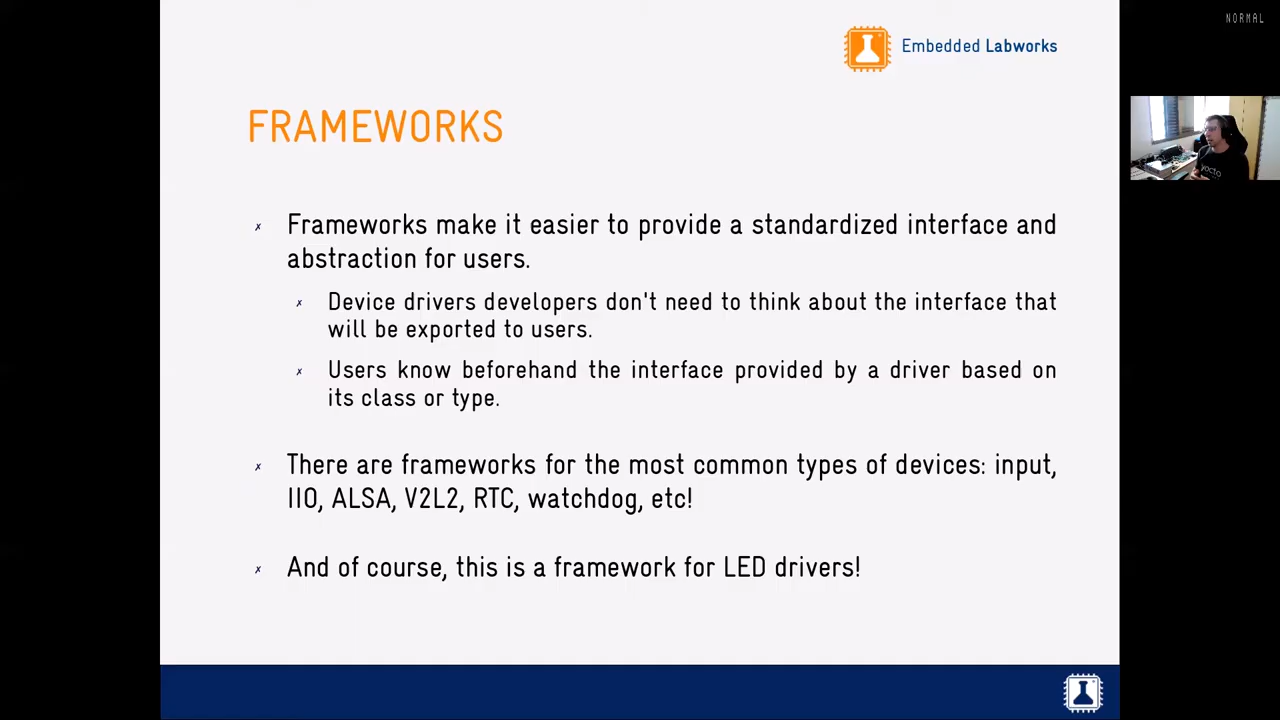 NORMAL
Embedded Labworks
FRAMEWORKS
Frameworks make it easier to provide a standardized interface and
abstraction for users.
Device drivers developers don't need to think about the interface that
will be exported to users.
Users know beforehand the interface provided by a driver based on
its class or type.
There are frameworks for the most common types of devices: input,
IIO, ALSA, V2L2, RTC, watchdog, etc!
And of course, this is a framework for LED drivers!
yocto